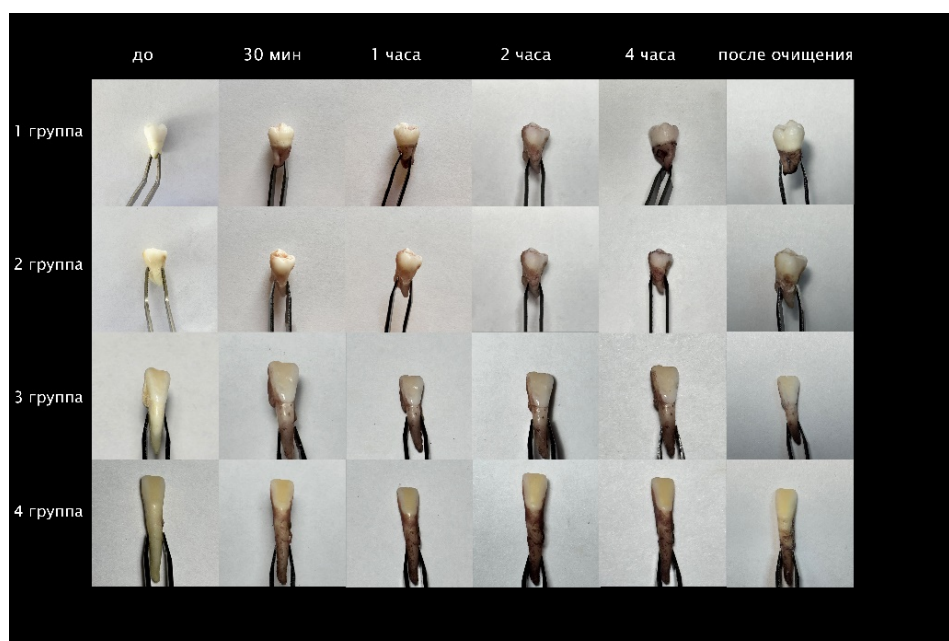 до 30 мин 1 часа 2 часа 4 часа после очищения
1 группа
2 группа
3 группа
4 группа